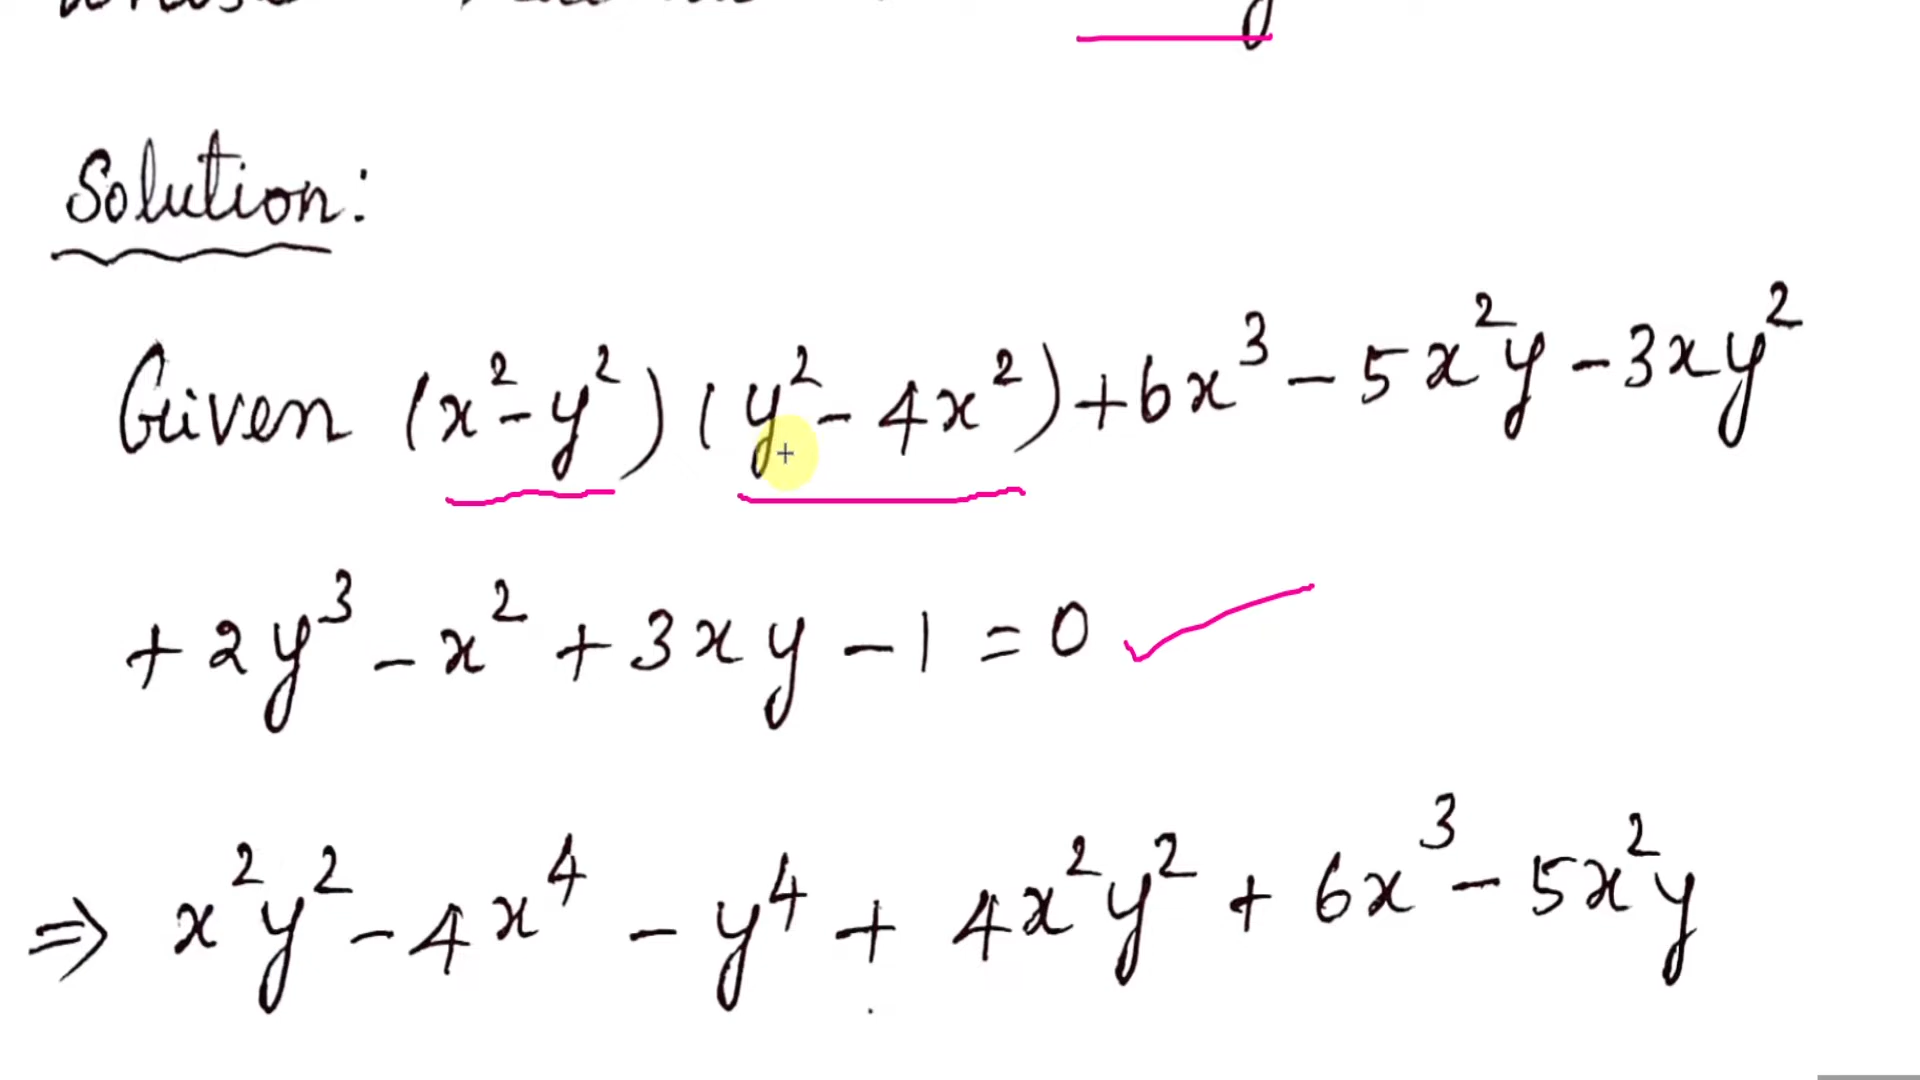 Solution:
Given (x²-y²)(y²-4x²)+6x³-5x²y-3xy²
+2y³-x²+3xy-1=0
⇒ x²y²-4x⁴-y⁴+4x²y²+6x³-5x²y